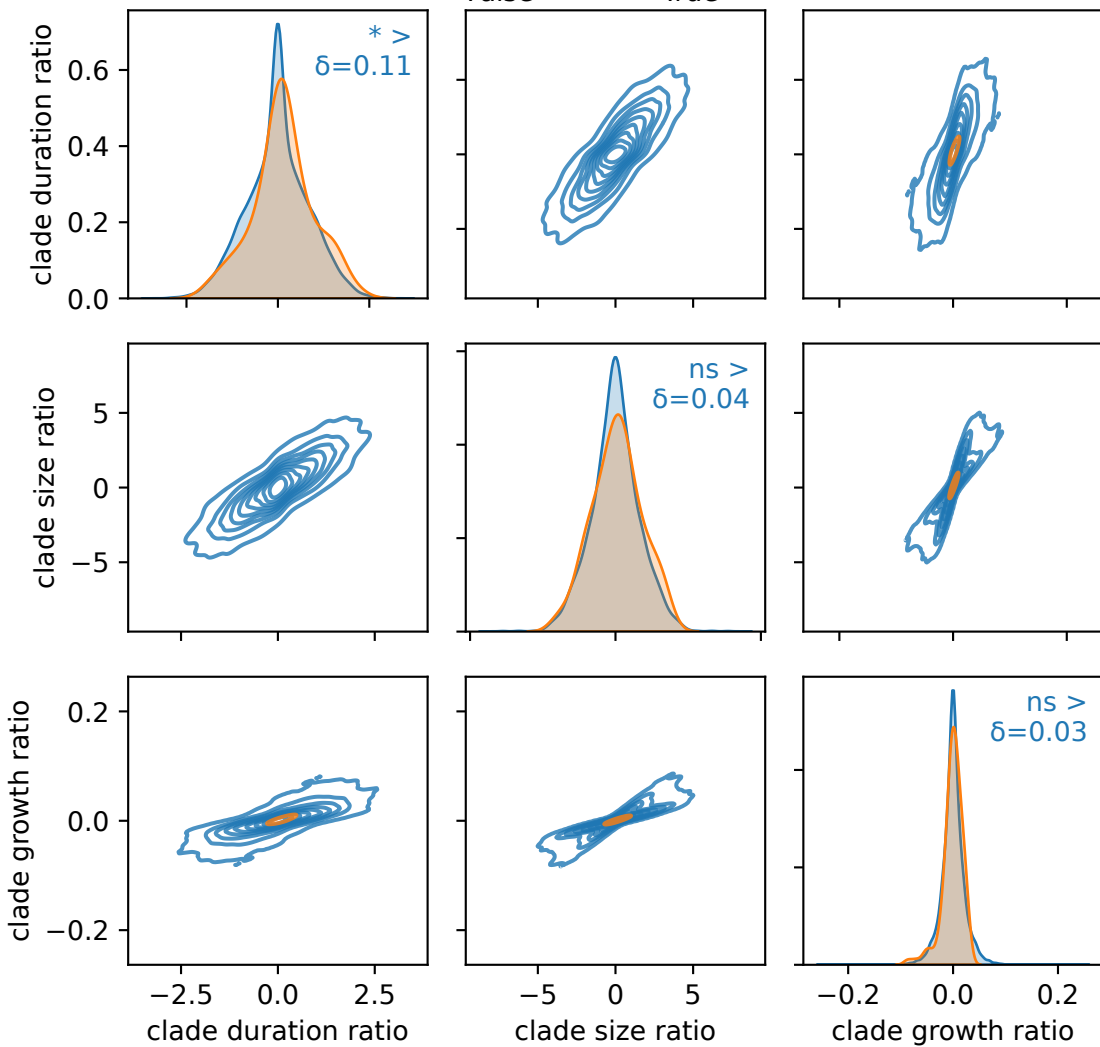 clade duration ratio
0.6
0.4
0.2
0.0
* >
δ=0.11
clade size ratio
5
0
−5
ns >
δ=0.04
clade growth ratio
0.2
0.0
−0.2
ns >
δ=0.03
−2.5 0.0 2.5
−5 0 5
−0.2 0.0 0.2
clade duration ratio
clade size ratio
clade growth ratio